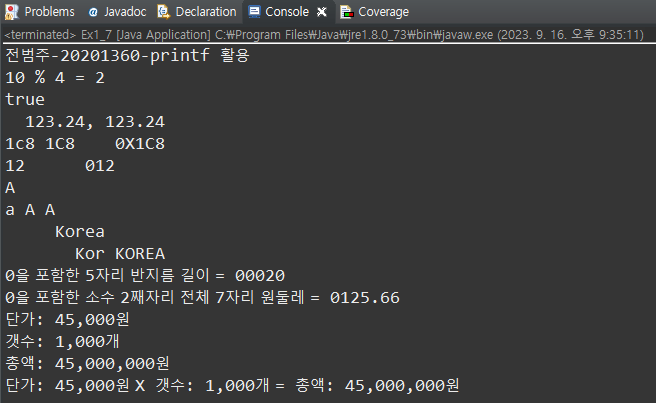 Problems Javadoc Declaration Console Coverage
<terminated> Ex1_7 [Java Application] C:\Program Files\Java\jre1.8.0_73\bin\javaw.exe (2023. 9. 16. 오후 9:35:11)
전범주-20201360-printf 활용
10 % 4 = 2
true
  123.24, 123.24
1c8 1C8    0X1C8
12      012
A
a A A
     Korea
       Kor KOREA
0을 포함한 5자리 반지름 길이 = 00020
0을 포함한 소수 2째자리 전체 7자리 원둘레 = 0125.66
단가: 45,000원
갯수: 1,000개
총액: 45,000,000원
단가: 45,000원 X 갯수: 1,000개 = 총액: 45,000,000원